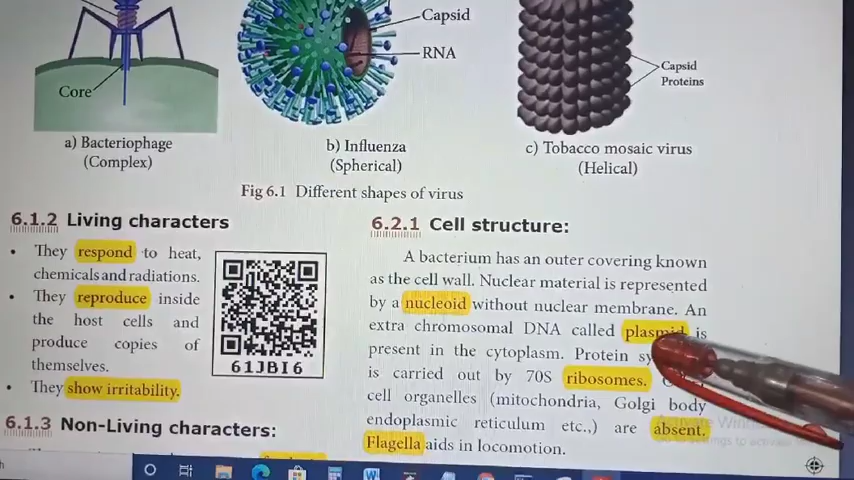 Capsid
RNA
Capsid
Proteins
Core
a) Bacteriophage
(Complex)
b) Influenza
(Spherical)
c) Tobacco mosaic virus
(Helical)
Fig 6.1 Different shapes of virus
6.1.2 Living characters
• They respond to heat,
chemicals and radiations.
• They reproduce inside
the host cells and
produce copies of
themselves.
• They show irritability.
61JBI6
6.1.3 Non-Living characters:
6.2.1 Cell structure:
A bacterium has an outer covering known
as the cell wall. Nuclear material is represented
by a nucleoid without nuclear membrane. An
extra chromosomal DNA called plasmid is
present in the cytoplasm. Protein
is carried out by 70S ribosomes.
cell organelles (mitochondria, Golgi body
endoplasmic reticulum etc.,) are absent.
Flagella aids in locomotion.